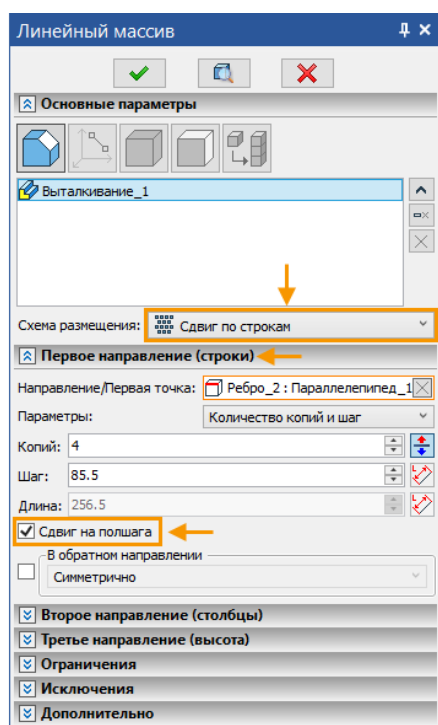 Линейный массив
Основные параметры
Выталкивание_1
Схема размещения: Сдвиг по строкам
Первое направление (строки)
Направление/Первая точка: Ребро_2 : Параллелепипед_1
Параметры: Количество копий и шаг
Копий: 4
Шаг: 85.5
Длина: 256.5
Сдвиг на полшага
В обратном направлении
Симметрично
Второе направление (столбцы)
Третье направление (высота)
Ограничения
Исключения
Дополнительно